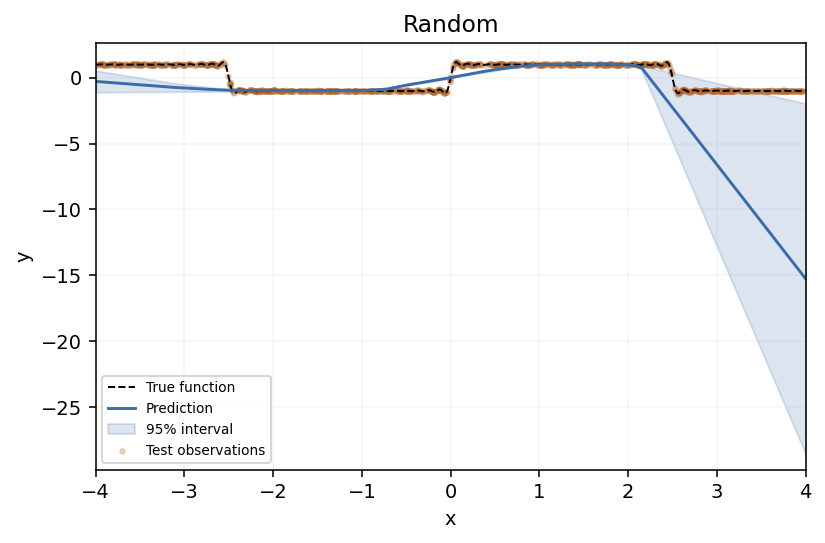 Random
0
−5
−10
−15
−20
−25
y
True function
Prediction
95% interval
Test observations
−4
−3
−2
−1
0
1
2
3
4
x